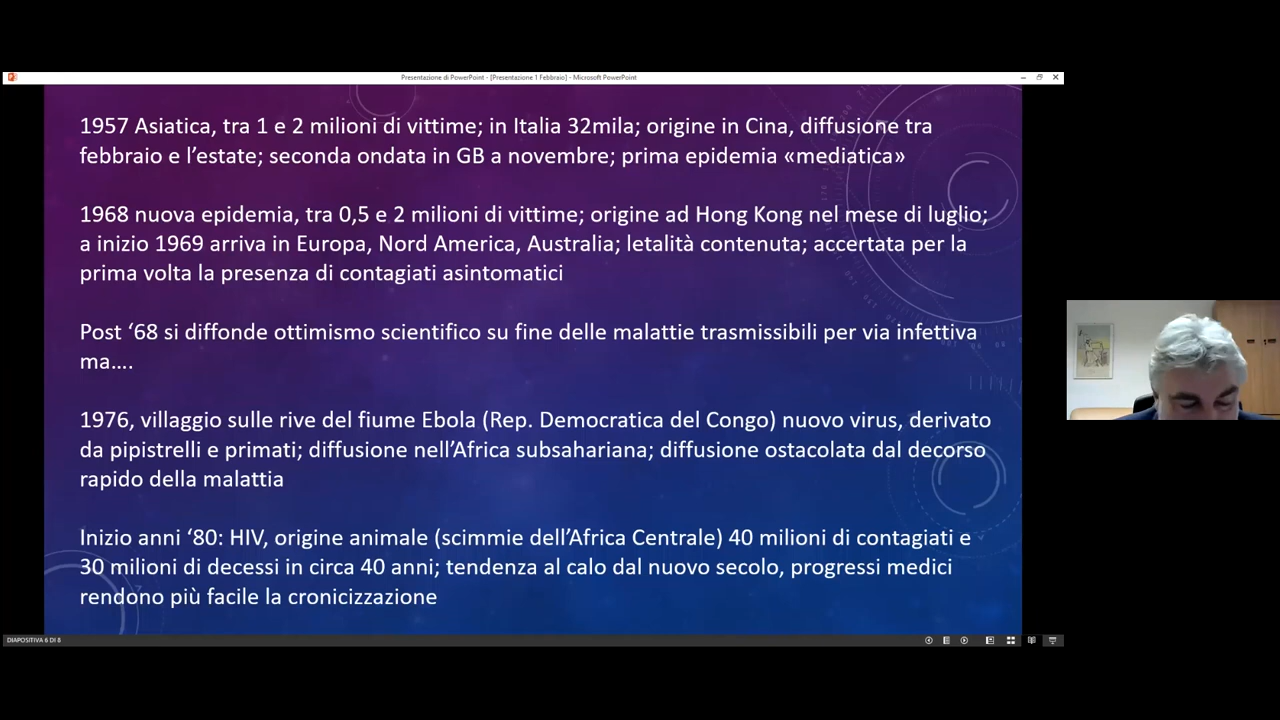 Presentazione di PowerPoint - [Presentazione 1 Febbraio] - Microsoft PowerPoint
1957 Asiatica, tra 1 e 2 milioni di vittime; in Italia 32mila; origine in Cina, diffusione tra
febbraio e l’estate; seconda ondata in GB a novembre; prima epidemia «mediatica»
1968 nuova epidemia, tra 0,5 e 2 milioni di vittime; origine ad Hong Kong nel mese di luglio;
a inizio 1969 arriva in Europa, Nord America, Australia; letalità contenuta; accertata per la
prima volta la presenza di contagiati asintomatici
Post ‘68 si diffonde ottimismo scientifico su fine delle malattie trasmissibili per via infettiva
ma….
1976, villaggio sulle rive del fiume Ebola (Rep. Democratica del Congo) nuovo virus, derivato
da pipistrelli e primati; diffusione nell’Africa subsahariana; diffusione ostacolata dal decorso
rapido della malattia
Inizio anni ‘80: HIV, origine animale (scimmie dell’Africa Centrale) 40 milioni di contagiati e
30 milioni di decessi in circa 40 anni; tendenza al calo dal nuovo secolo, progressi medici
rendono più facile la cronicizzazione
DIAPOSITIVA 6 DI 8